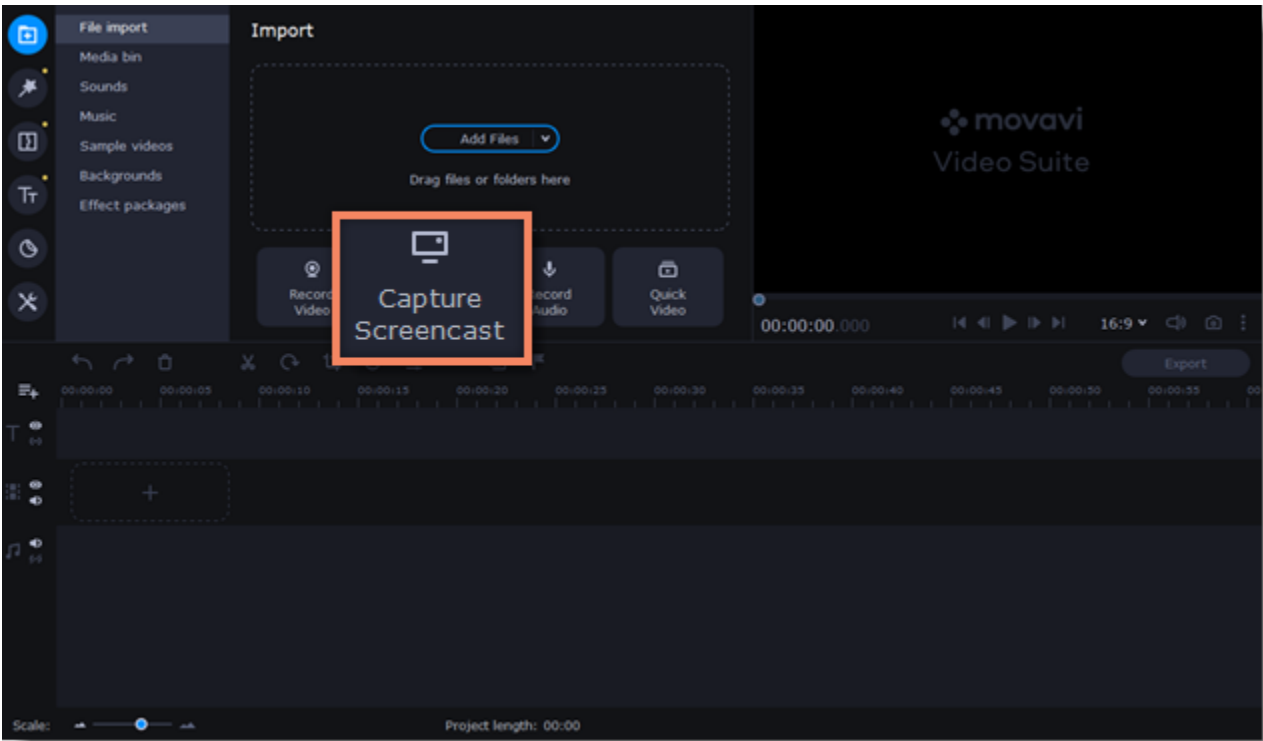 File import
Media bin
Sounds
Music
Sample videos
Backgrounds
Effect packages
Import
Add Files
Drag files or folders here
Record
Video
Capture
Screencast
Record
Audio
Quick
Video
movavi
Video Suite
00:00:00.000
16:9
Export
00:00:00 00:00:05 00:00:10 00:00:15 00:00:20 00:00:25 00:00:30 00:00:35 00:00:40 00:00:45 00:00:50 00:00:55 00
T
Tт
Scale:
Project length: 00:00